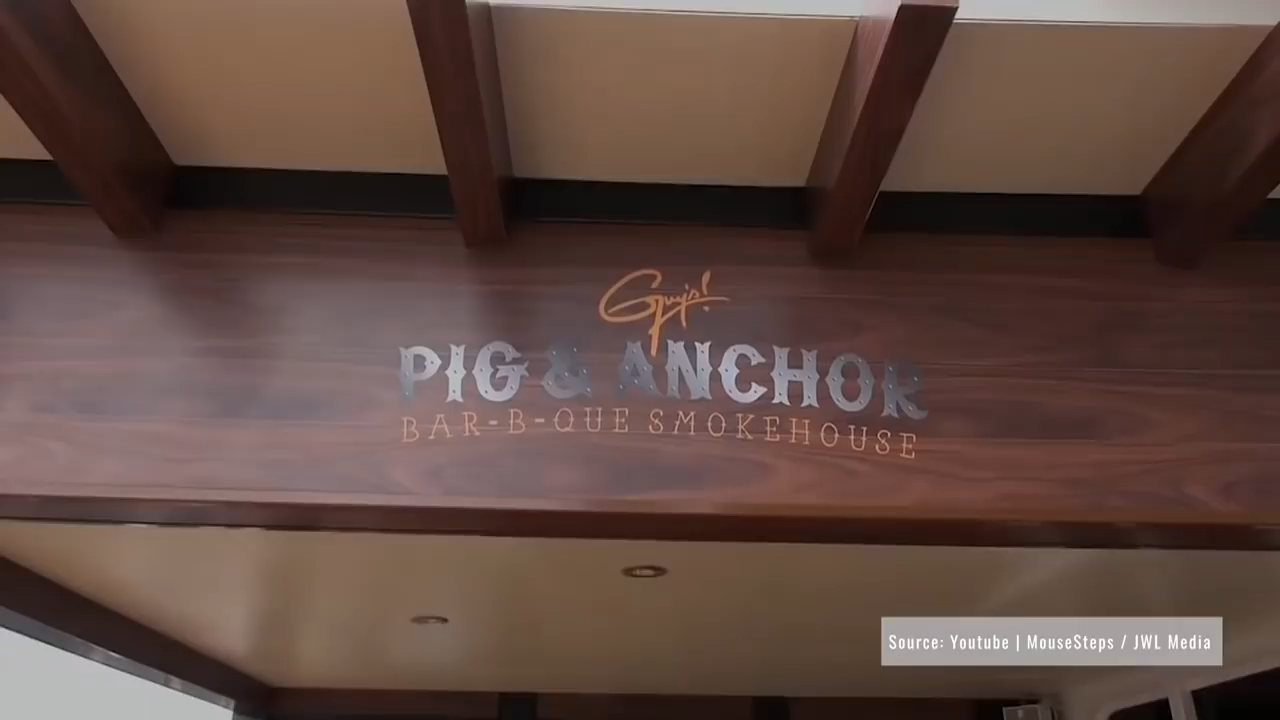 Guy's!
PIG & ANCHOR
BAR-B-QUE SMOKEHOUSE
Source: Youtube | MouseSteps / JWL Media